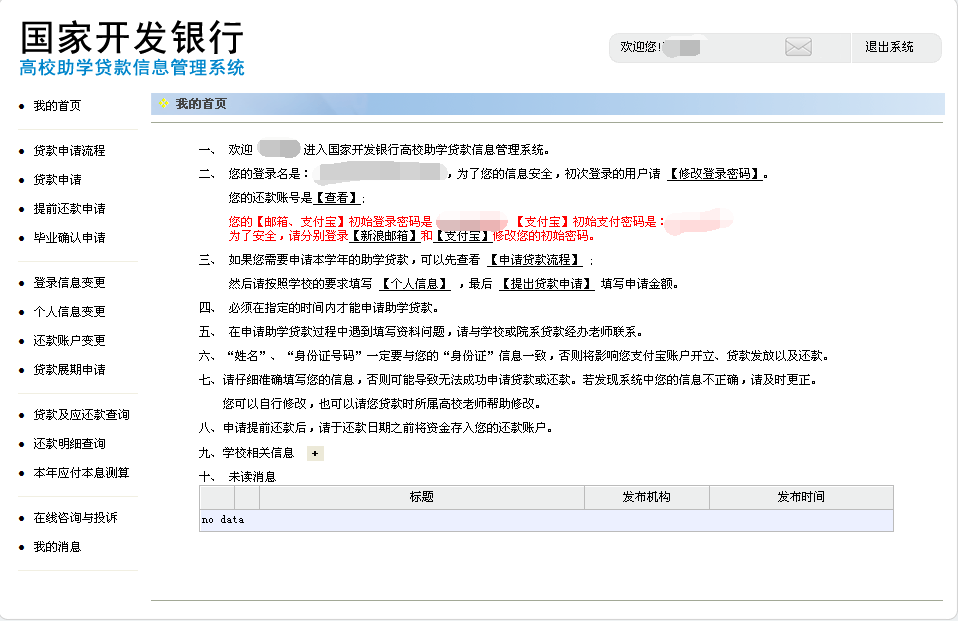 国家开发银行
高校助学贷款信息管理系统
欢迎您!
退出系统
我的首页
贷款申请流程
贷款申请
提前还款申请
毕业确认申请
登录信息变更
个人信息变更
还款账户变更
贷款展期申请
贷款及应还款查询
还款明细查询
本年应付本息测算
在线咨询与投诉
我的消息
我的首页
一、 欢迎 进入国家开发银行高校助学贷款信息管理系统。
二、 您的登录名是： ，为了您的信息安全，初次登录的用户请 【修改登录密码】。
您的还款账号是【查看】;
您的【邮箱、支付宝】初始登录密码是 【支付宝】初始支付密码是：
为了安全，请分别登录【新浪邮箱】和【支付宝】修改您的初始密码。
三、 如果您需要申请本学年的助学贷款，可以先查看 【申请贷款流程】 ;
然后请按照学校的要求填写 【个人信息】 ，最后 【提出贷款申请】 填写申请金额。
四、 必须在指定的时间内才能申请助学贷款。
五、 在申请助学贷款过程中遇到填写资料问题，请与学校或院系贷款经办老师联系。
六、“姓名”、“身份证号码”一定要与您的“身份证”信息一致，否则将影响您支付宝账户开立、贷款发放以及还款。
七、请仔细准确填写您的信息，否则可能导致无法成功申请贷款或还款。若发现系统中您的信息不正确，请及时更正。
您可以自行修改，也可以请您贷款时所属高校老师帮助修改。
八、申请提前还款后，请于还款日期之前将资金存入您的还款账户。
九、学校相关信息 +
十、 未读消息
标题 发布机构 发布时间
no data